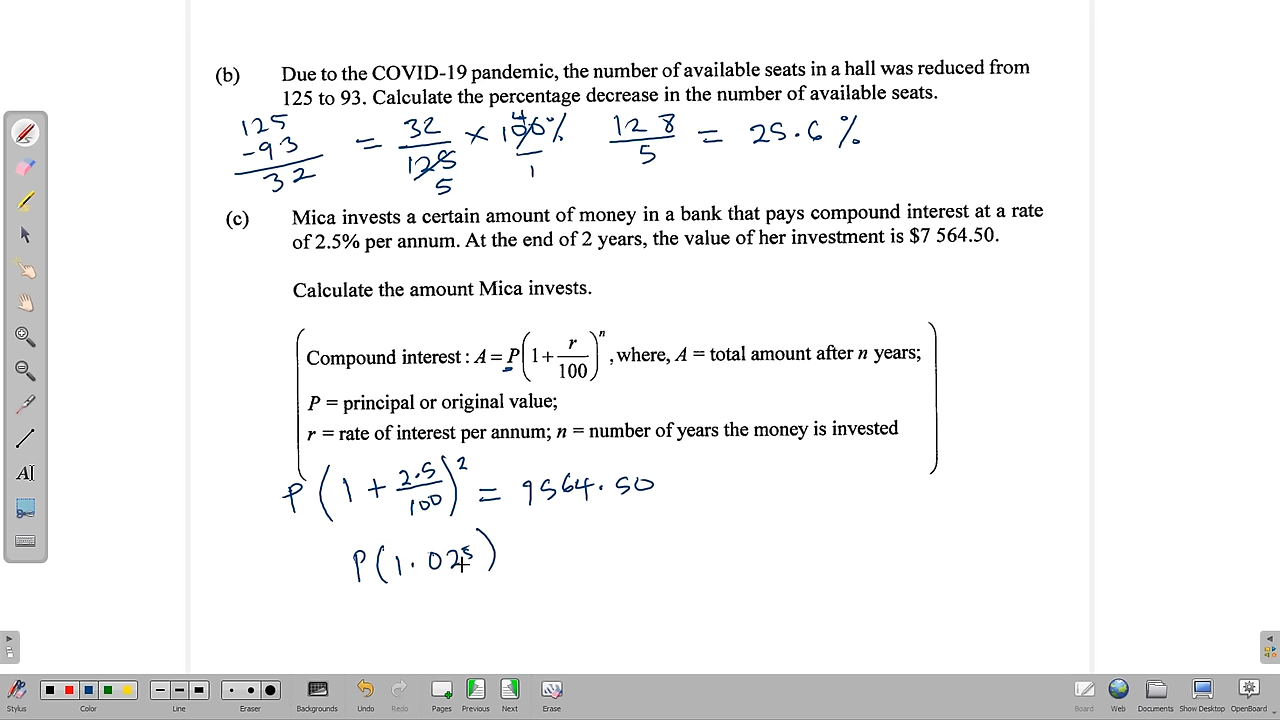 (b) Due to the COVID-19 pandemic, the number of available seats in a hall was reduced from
125 to 93. Calculate the percentage decrease in the number of available seats.
125
-93
32
= 32/125 × 100% 128/5 = 25.6 %
4
5
1
(c) Mica invests a certain amount of money in a bank that pays compound interest at a rate
of 2.5% per annum. At the end of 2 years, the value of her investment is $7 564.50.
Calculate the amount Mica invests.
Compound interest : A = P(1 + r/100)^n, where, A = total amount after n years;
P = principal or original value;
r = rate of interest per annum; n = number of years the money is invested
P(1 + 2.5/100)^2 = 9564.50
P(1.025)
AI
Stylus
Color
Line
Eraser
Backgrounds
Undo
Redo
Pages
Previous
Next
Erase
Board
Web
Documents
Show Desktop
OpenBoard